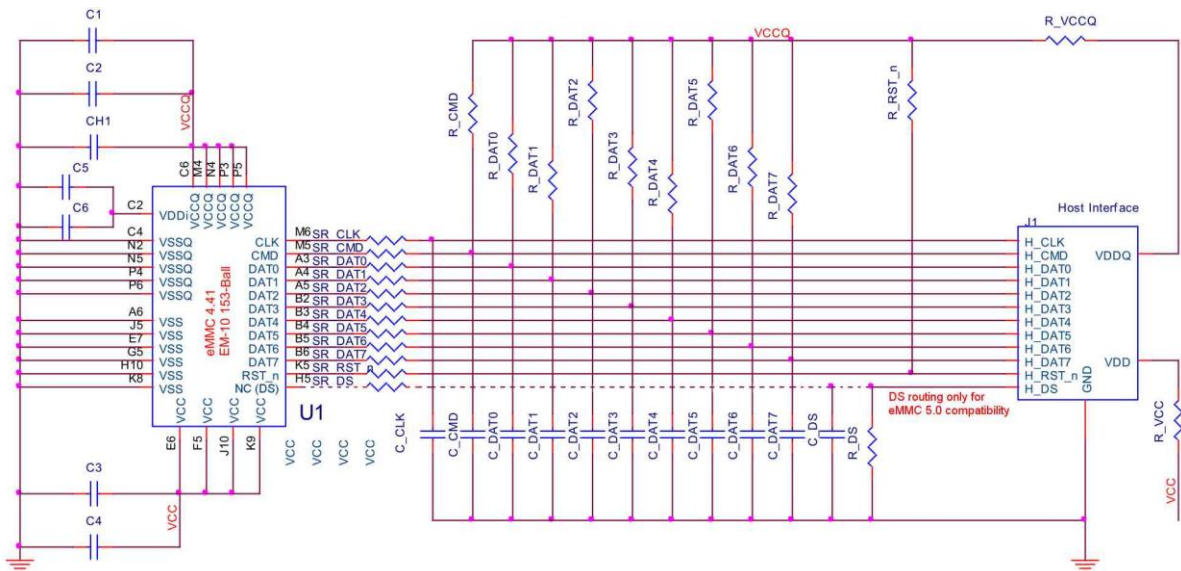 C1
C2
CH1
C5
C6
VCCQ
C6 M4 N4 P3 P5
VCCQ VCCQ VCCQ VCCQ VCCQ
C2 VDDi
C4 VSSQ
N2 VSSQ
N5 VSSQ
P4 VSSQ
P6 VSSQ
A6 VSS
J5 VSS
E7 VSS
G5 VSS
H10 VSS
K8 VSS
eMMC 4.41
EM-10 153-Ball
CLK M6 SR_CLK
CMD M5 SR_CMD
DAT0 A3 SR_DAT0
DAT1 A4 SR_DAT1
DAT2 A5 SR_DAT2
DAT3 B2 SR_DAT3
DAT4 B3 SR_DAT4
DAT5 B4 SR_DAT5
DAT6 B5 SR_DAT6
DAT7 B6 SR_DAT7
RST_n K5 SR_RST_n
NC (DS) H5 SR_DS
VCC VCC VCC VCC
E6 F5 J10 K9
U1
VCC VCC VCC VCC
C3
VCC
C4
VCCQ
R_VCCQ
R_CMD
R_DAT0
R_DAT1
R_DAT2
R_DAT3
R_DAT4
R_DAT5
R_DAT6
R_DAT7
R_RST_n
C_CLK
C_CMD
C_DAT0
C_DAT1
C_DAT2
C_DAT3
C_DAT4
C_DAT5
C_DAT6
C_DAT7
C_DS
R_DS
DS routing only for
eMMC 5.0 compatibility
Host Interface
J1
H_CLK
H_CMD
H_DAT0
H_DAT1
H_DAT2
H_DAT3
H_DAT4
H_DAT5
H_DAT6
H_DAT7
H_RST_n
H_DS
VDDQ
VDD
GND
R_VCC
VCC